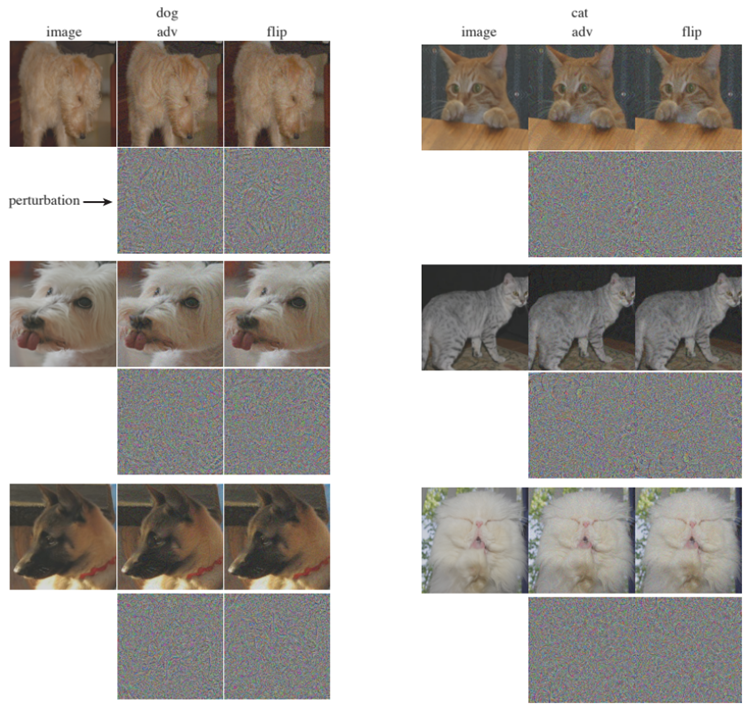 dog
image adv flip
perturbation
cat
image adv flip